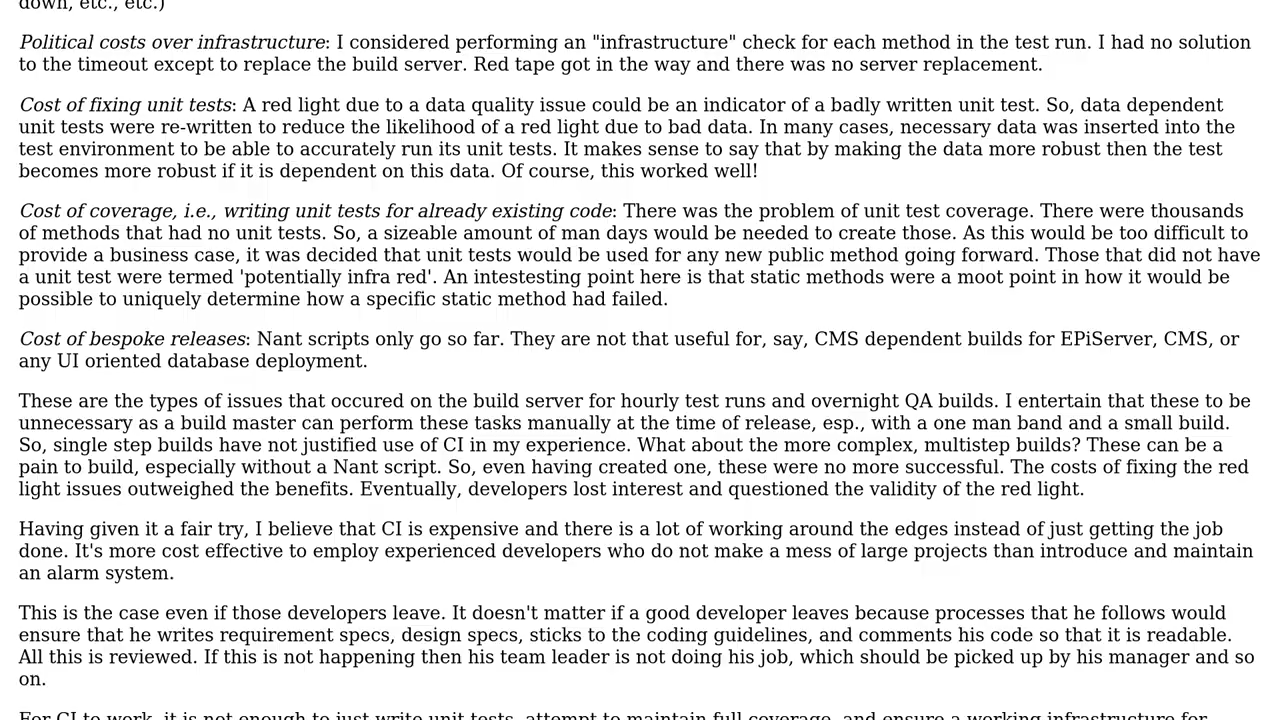 down, etc., etc.)
Political costs over infrastructure: I considered performing an "infrastructure" check for each method in the test run. I had no solution
to the timeout except to replace the build server. Red tape got in the way and there was no server replacement.
Cost of fixing unit tests: A red light due to a data quality issue could be an indicator of a badly written unit test. So, data dependent
unit tests were re-written to reduce the likelihood of a red light due to bad data. In many cases, necessary data was inserted into the
test environment to be able to accurately run its unit tests. It makes sense to say that by making the data more robust then the test
becomes more robust if it is dependent on this data. Of course, this worked well!
Cost of coverage, i.e., writing unit tests for already existing code: There was the problem of unit test coverage. There were thousands
of methods that had no unit tests. So, a sizeable amount of man days would be needed to create those. As this would be too difficult to
provide a business case, it was decided that unit tests would be used for any new public method going forward. Those that did not have
a unit test were termed 'potentially infra red'. An intestesting point here is that static methods were a moot point in how it would be
possible to uniquely determine how a specific static method had failed.
Cost of bespoke releases: Nant scripts only go so far. They are not that useful for, say, CMS dependent builds for EPiServer, CMS, or
any UI oriented database deployment.
These are the types of issues that occured on the build server for hourly test runs and overnight QA builds. I entertain that these to be
unnecessary as a build master can perform these tasks manually at the time of release, esp., with a one man band and a small build.
So, single step builds have not justified use of CI in my experience. What about the more complex, multistep builds? These can be a
pain to build, especially without a Nant script. So, even having created one, these were no more successful. The costs of fixing the red
light issues outweighed the benefits. Eventually, developers lost interest and questioned the validity of the red light.
Having given it a fair try, I believe that CI is expensive and there is a lot of working around the edges instead of just getting the job
done. It's more cost effective to employ experienced developers who do not make a mess of large projects than introduce and maintain
an alarm system.
This is the case even if those developers leave. It doesn't matter if a good developer leaves because processes that he follows would
ensure that he writes requirement specs, design specs, sticks to the coding guidelines, and comments his code so that it is readable.
All this is reviewed. If this is not happening then his team leader is not doing his job, which should be picked up by his manager and so
on.
For CI to work, it is not enough to just write unit tests, attempt to maintain full coverage, and ensure a working infrastructure for